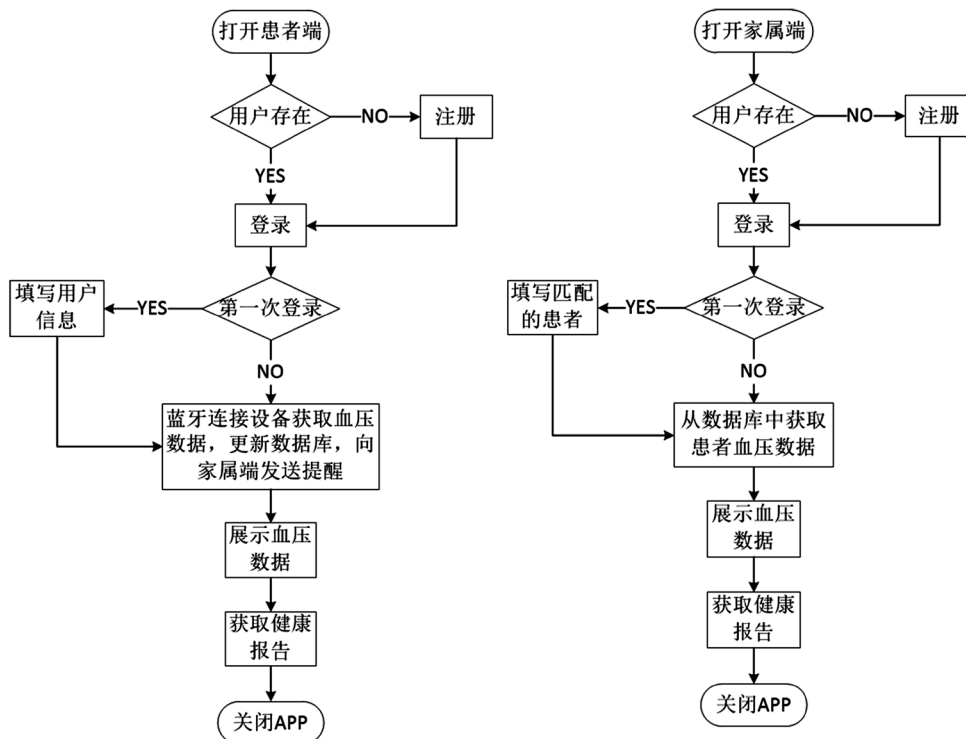 打开患者端
用户存在
NO
注册
YES
登录
填写用户
信息
YES
第一次登录
NO
蓝牙连接设备获取血压
数据，更新数据库，向
家属端发送提醒
展示血压
数据
获取健康
报告
关闭APP
打开家属端
用户存在
NO
注册
YES
登录
填写匹配
的患者
YES
第一次登录
NO
从数据库中获取
患者血压数据
展示血压
数据
获取健康
报告
关闭APP